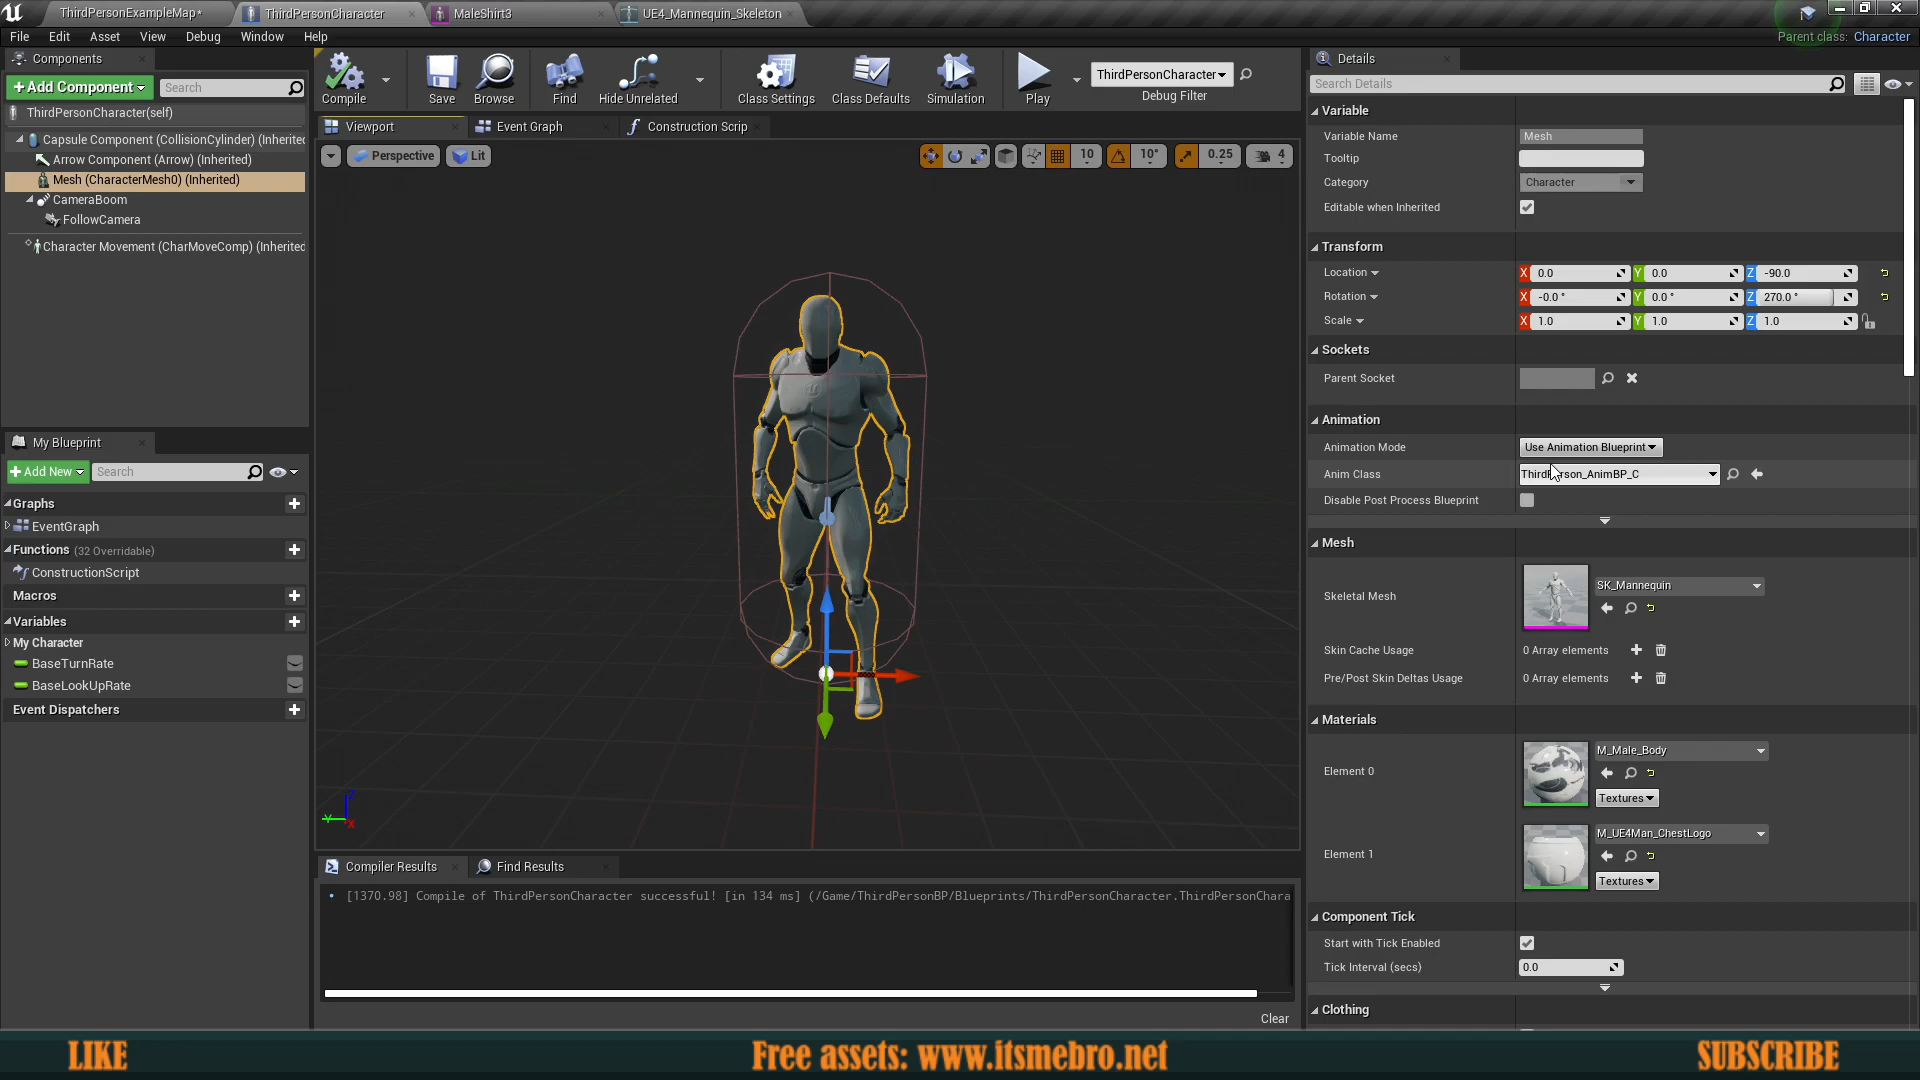 ThirdPersonExampleMap*
ThirdPersonCharacter
MaleShirt3
UE4_Mannequin_Skeleton
File Edit Asset View Debug Window Help
Parent class: Character
Components
+Add Component
Search
ThirdPersonCharacter(self)
Capsule Component (CollisionCylinder) (Inherited
Arrow Component (Arrow) (Inherited)
Mesh (CharacterMesh0) (Inherited)
CameraBoom
FollowCamera
Character Movement (CharMoveComp) (Inherited
My Blueprint
+Add New
Search
Graphs
EventGraph
Functions (32 Overridable)
ConstructionScript
Macros
Variables
My Character
BaseTurnRate
BaseLookUpRate
Event Dispatchers
Compile
Save
Browse
Find
Hide Unrelated
Class Settings
Class Defaults
Simulation
Play
ThirdPersonCharacter
Debug Filter
Viewport
Event Graph
Construction Scrip
Perspective
Lit
10
10°
0.25
4
Compiler Results
Find Results
[1370.98] Compile of ThirdPersonCharacter successful! [in 134 ms] (/Game/ThirdPersonBP/Blueprints/ThirdPersonCharacter.ThirdPersonChara
Clear
Details
Search Details
Variable
Variable Name Mesh
Tooltip
Category Character
Editable when Inherited
Transform
Location X 0.0 Y 0.0 Z -90.0
Rotation X -0.0 ° Y 0.0 ° Z 270.0 °
Scale X 1.0 Y 1.0 Z 1.0
Sockets
Parent Socket
Animation
Animation Mode Use Animation Blueprint
Anim Class ThirdPerson_AnimBP_C
Disable Post Process Blueprint
Mesh
Skeletal Mesh SK_Mannequin
Skin Cache Usage 0 Array elements
Pre/Post Skin Deltas Usage 0 Array elements
Materials
Element 0 M_Male_Body
Textures
Element 1 M_UE4Man_ChestLogo
Textures
Component Tick
Start with Tick Enabled
Tick Interval (secs) 0.0
Clothing
LIKE
Free assets: www.itsmebro.net
SUBSCRIBE